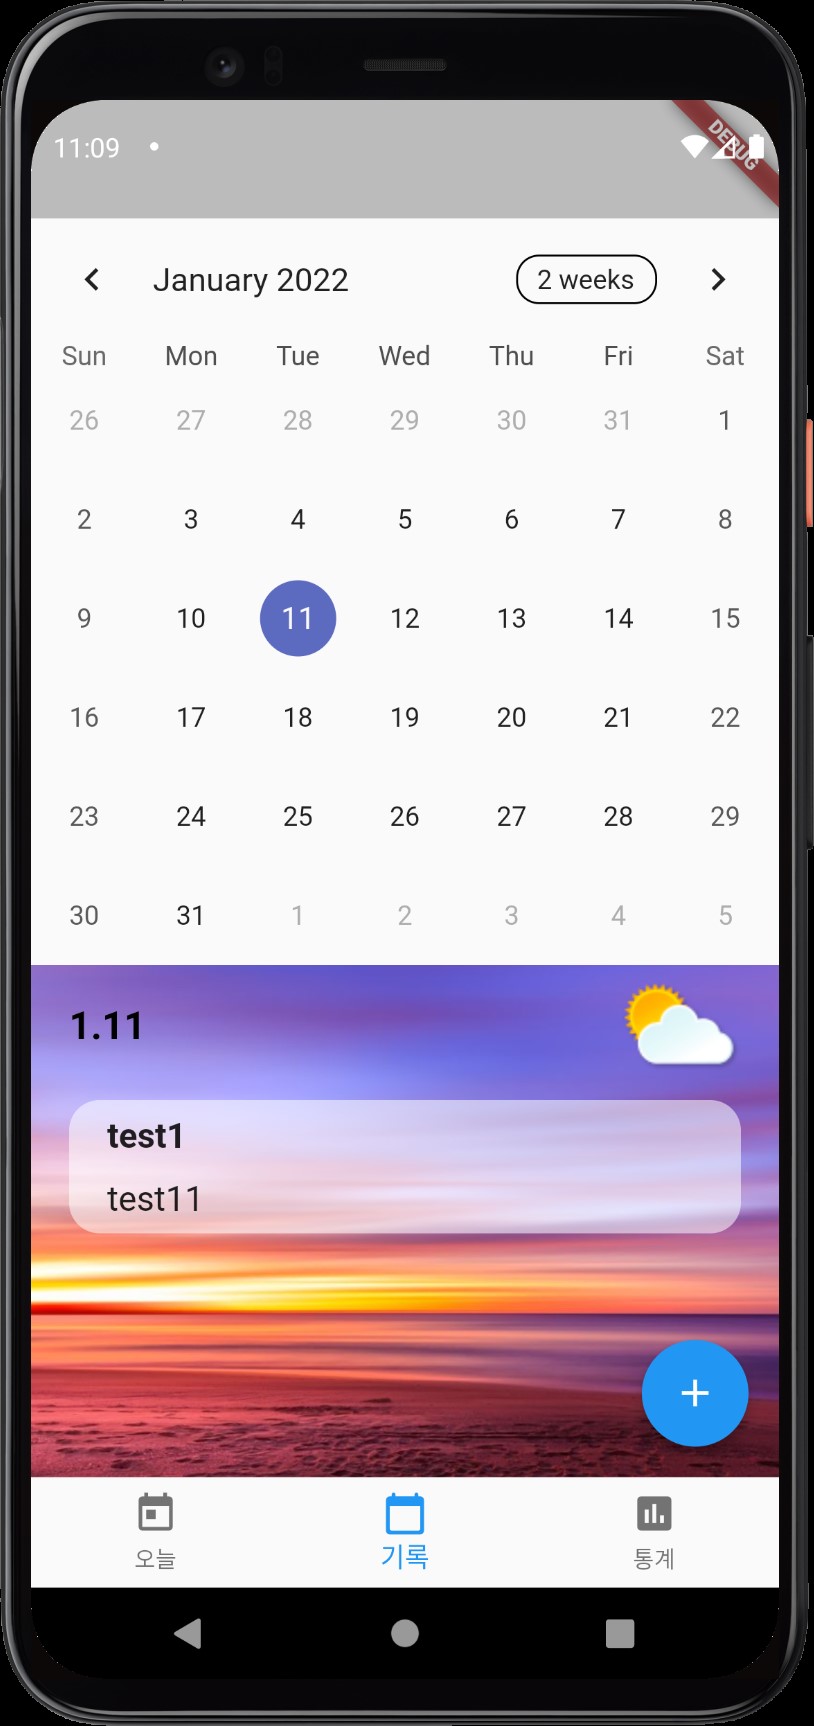 11:09
DEBUG
January 2022 2 weeks
Sun Mon Tue Wed Thu Fri Sat
26 27 28 29 30 31 1
2 3 4 5 6 7 8
9 10 11 12 13 14 15
16 17 18 19 20 21 22
23 24 25 26 27 28 29
30 31 1 2 3 4 5
1.11
test1
test11
+
오늘 기록 통계